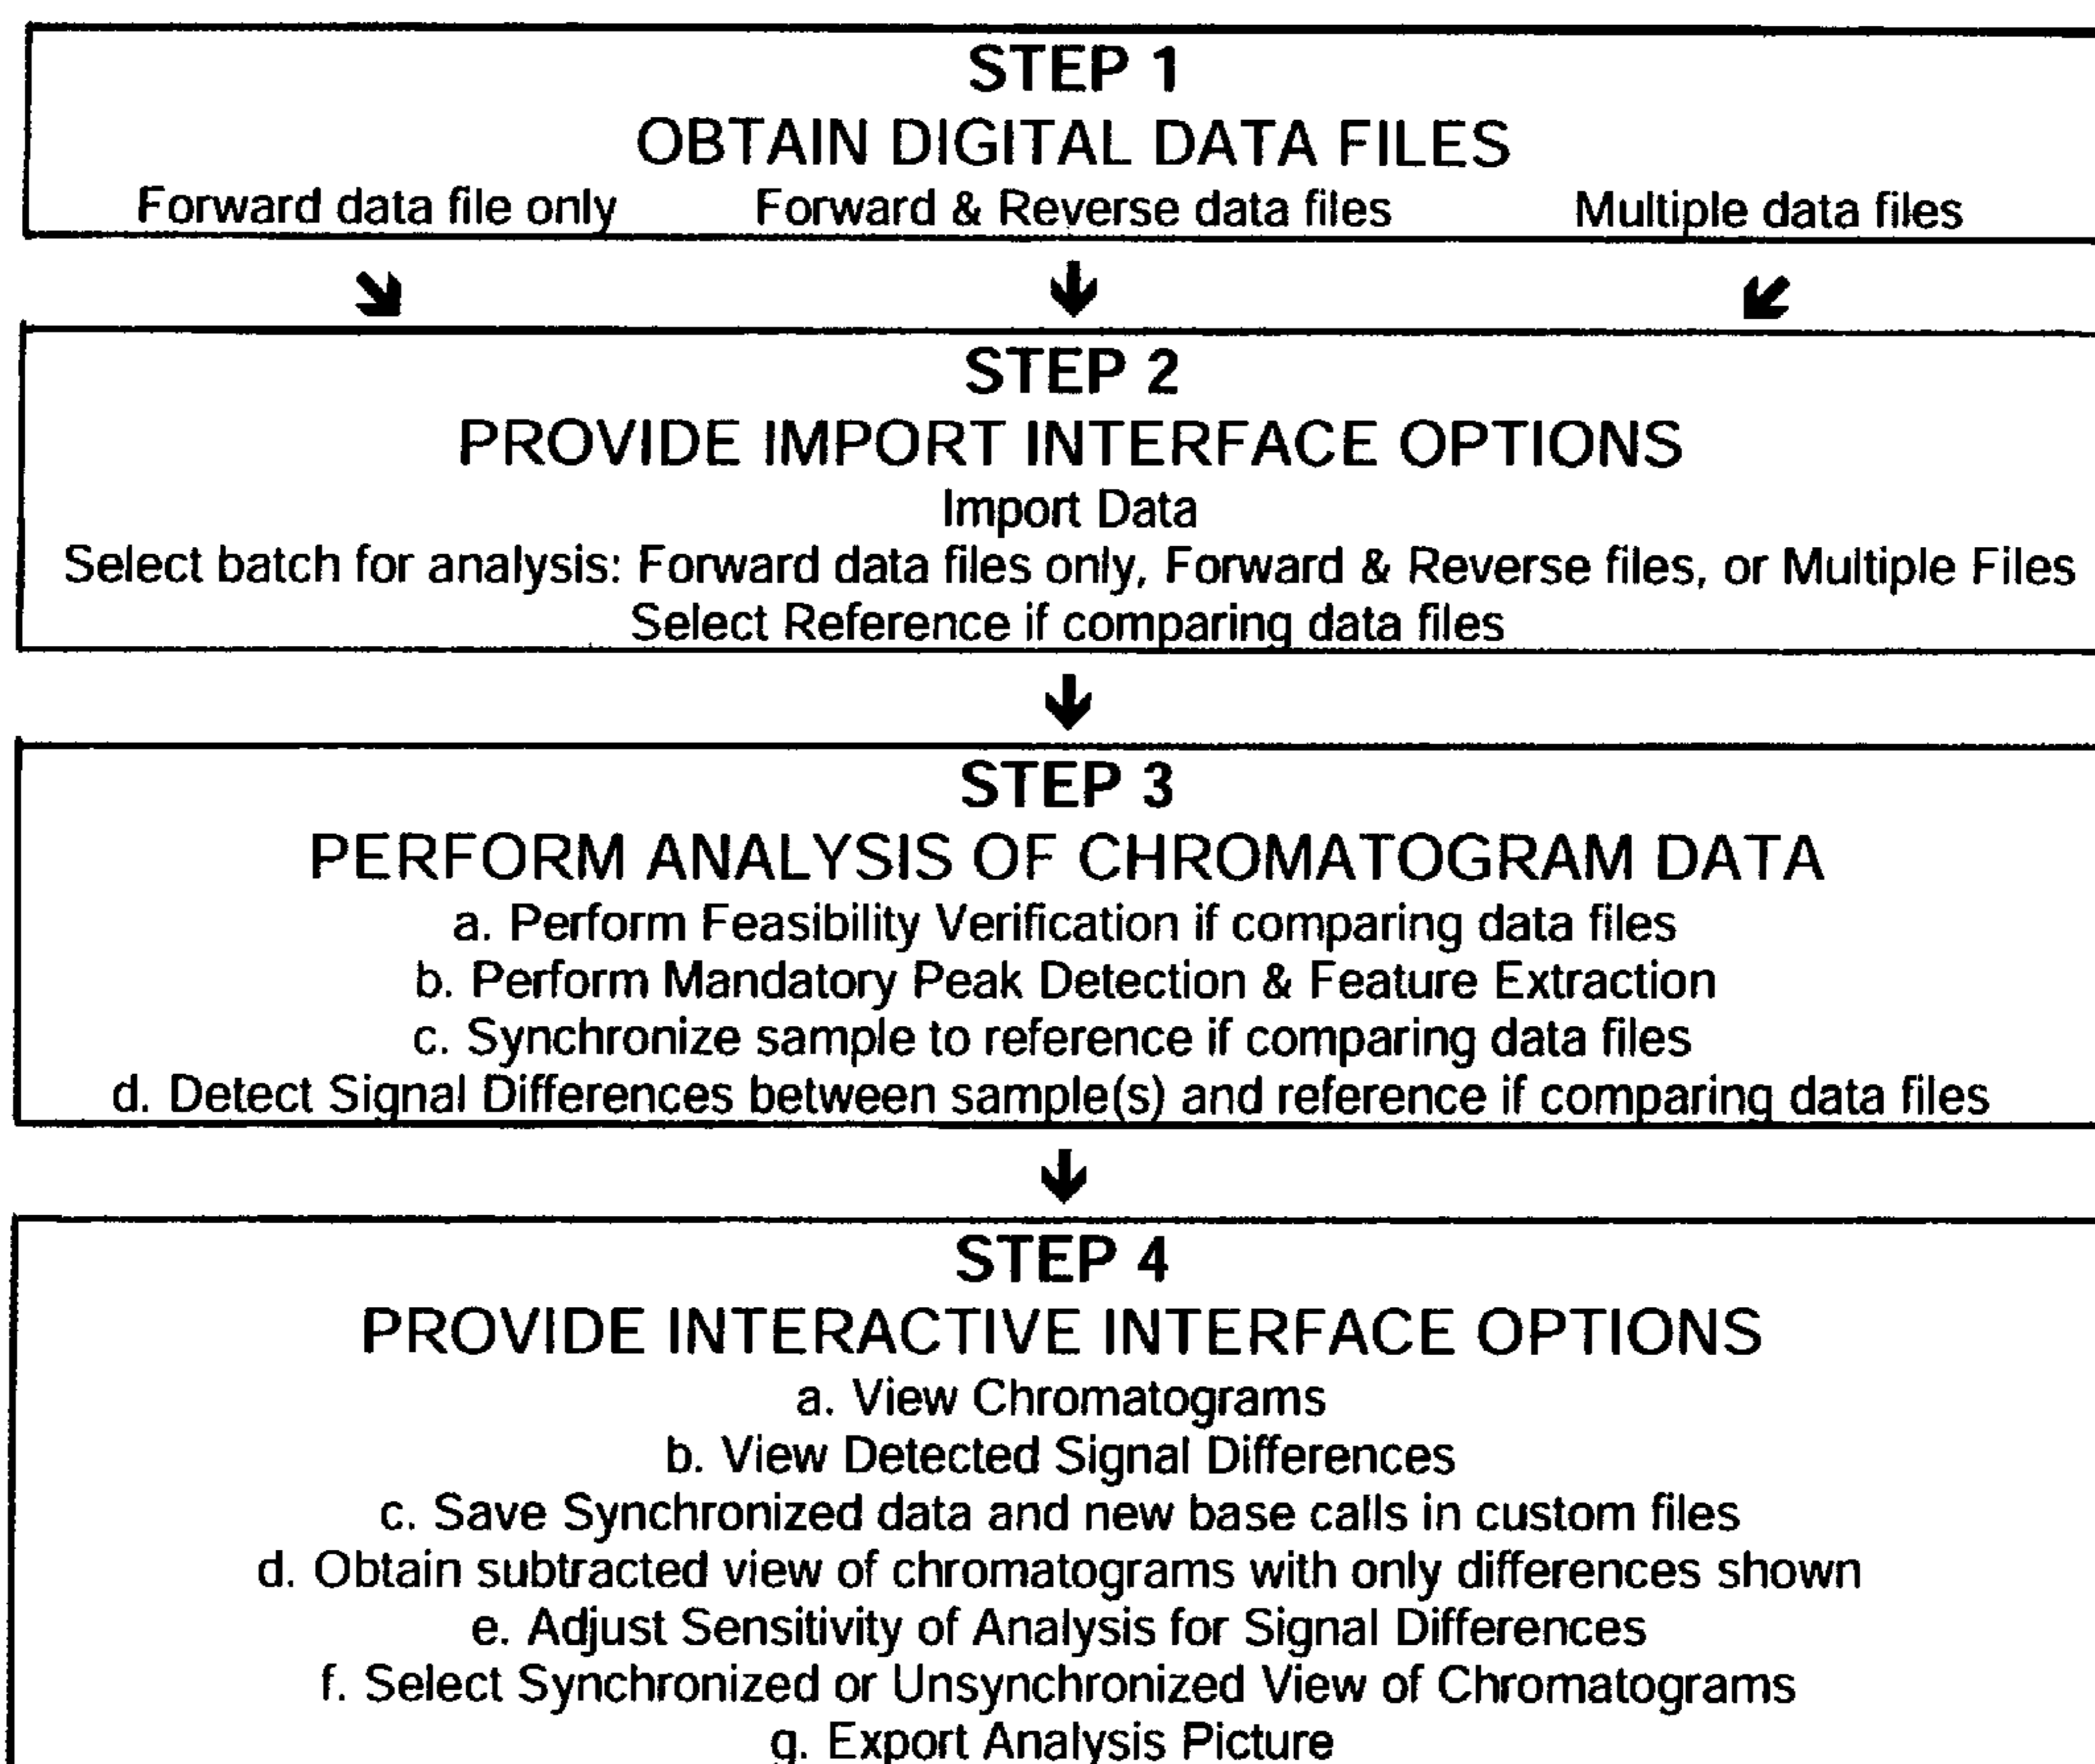 STEP 1
OBTAIN DIGITAL DATA FILES
Forward data file only Forward & Reverse data files Multiple data files
STEP 2
PROVIDE IMPORT INTERFACE OPTIONS
Import Data
Select batch for analysis: Forward data files only, Forward & Reverse files, or Multiple Files
Select Reference if comparing data files
STEP 3
PERFORM ANALYSIS OF CHROMATOGRAM DATA
a. Perform Feasibility Verification if comparing data files
b. Perform Mandatory Peak Detection & Feature Extraction
c. Synchronize sample to reference if comparing data files
d. Detect Signal Differences between sample(s) and reference if comparing data files
STEP 4
PROVIDE INTERACTIVE INTERFACE OPTIONS
a. View Chromatograms
b. View Detected Signal Differences
c. Save Synchronized data and new base calls in custom files
d. Obtain subtracted view of chromatograms with only differences shown
e. Adjust Sensitivity of Analysis for Signal Differences
f. Select Synchronized or Unsynchronized View of Chromatograms
g. Export Analysis Picture